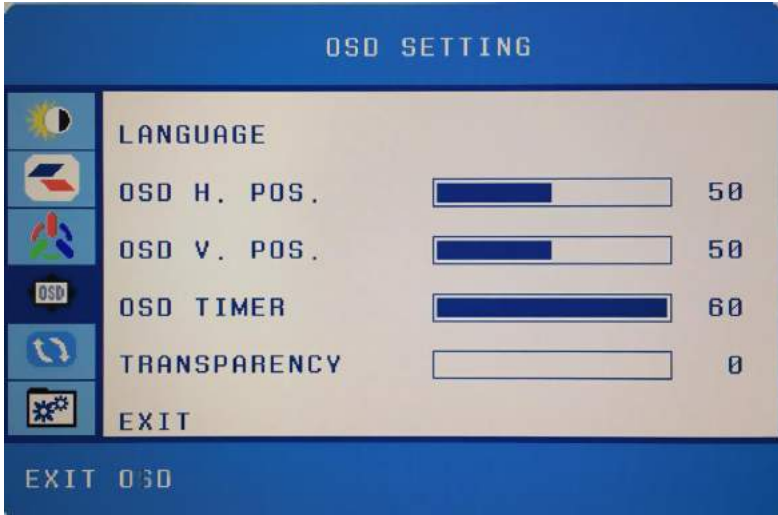 OSD SETTING
LANGUAGE
OSD H. POS. 50
OSD V. POS. 50
OSD
OSD TIMER 60
TRANSPARENCY 0
EXIT
EXIT OSD